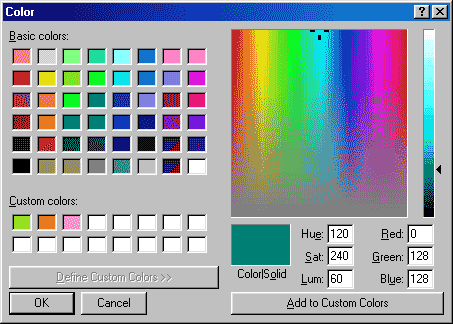 Color
Basic colors:
Custom colors:
Define Custom Colors >>
OK
Cancel
Color|Solid
Hue: 120
Sat: 240
Lum: 60
Red: 0
Green: 128
Blue: 128
Add to Custom Colors